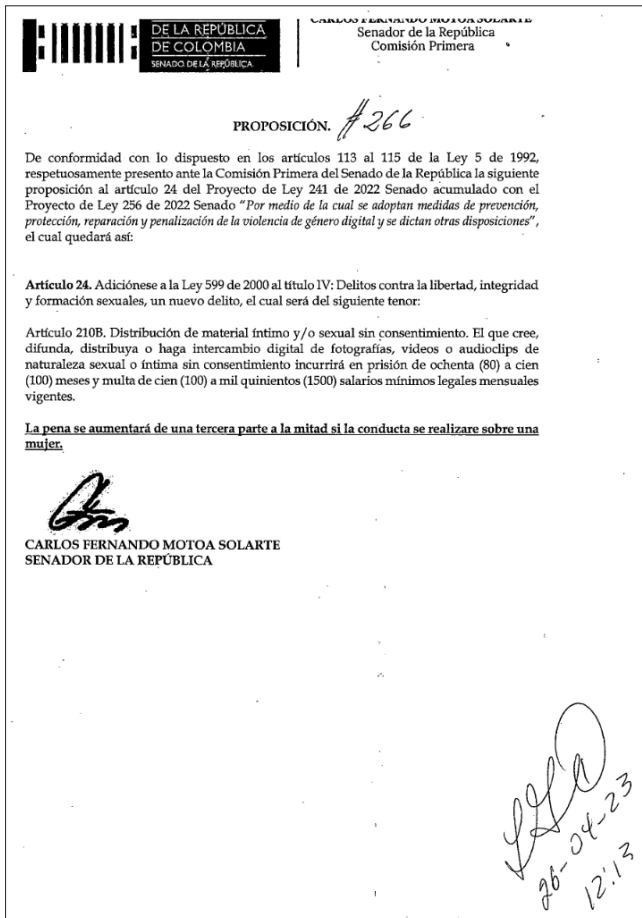 DE LA REPÚBLICA
DE COLOMBIA
SENADO DE LA REPÚBLICA
CARLOS FERNANDO MOTOA SOLARTE
Senador de la República
Comisión Primera
PROPOSICIÓN. #266
De conformidad con lo dispuesto en los artículos 113 al 115 de la Ley 5 de 1992,
respetuosamente presento ante la Comisión Primera del Senado de la República la siguiente
proposición al artículo 24 del Proyecto de Ley 241 de 2022 Senado acumulado con el
Proyecto de Ley 256 de 2022 Senado "Por medio de la cual se adoptan medidas de prevención,
protección, reparación y penalización de la violencia de género digital y se dictan otras disposiciones",
el cual quedará así:
Artículo 24. Adiciónese a la Ley 599 de 2000 al título IV: Delitos contra la libertad, integridad
y formación sexuales, un nuevo delito, el cual será del siguiente tenor:
Artículo 210B. Distribución de material íntimo y/o sexual sin consentimiento. El que cree,
difunda, distribuya o haga intercambio digital de fotografías, videos o audioclips de
naturaleza sexual o íntima sin consentimiento incurrirá en prisión de ochenta (80) a cien
(100) meses y multa de cien (100) a mil quinientos (1500) salarios mínimos legales mensuales
vigentes.
La pena se aumentará de una tercera parte a la mitad si la conducta se realizare sobre una
mujer.
CARLOS FERNANDO MOTOA SOLARTE
SENADOR DE LA REPÚBLICA
26-04-23
12:13